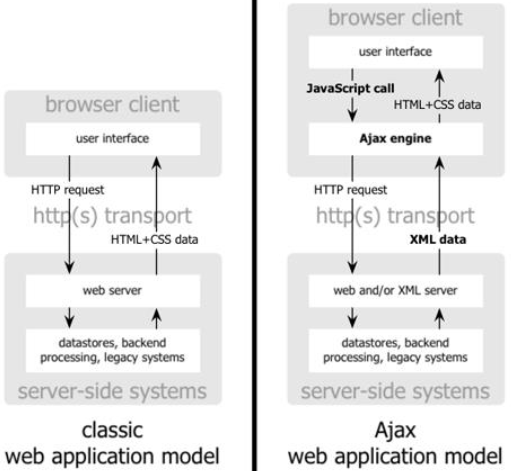 browser client
user interface
HTTP request
http(s) transport
HTML+CSS data
web server
datastores, backend
processing, legacy systems
server-side systems
classic
web application model
browser client
user interface
JavaScript call
HTML+CSS data
Ajax engine
HTTP request
http(s) transport
XML data
web and/or XML server
datastores, backend
processing, legacy systems
server-side systems
Ajax
web application model